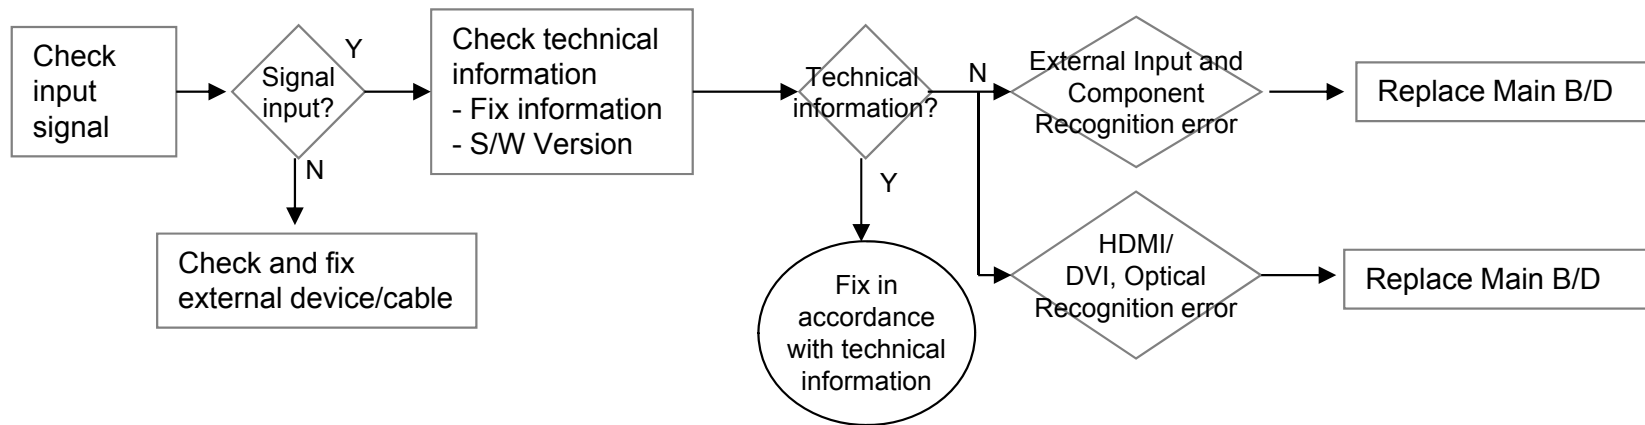 Check
input
signal
Signal
input?
Y
N
Check and fix
external device/cable
Check technical
information
- Fix information
- S/W Version
Technical
information?
N
Y
Fix in
accordance
with technical
information
External Input and
Component
Recognition error
Replace Main B/D
HDMI/
DVI, Optical
Recognition error
Replace Main B/D